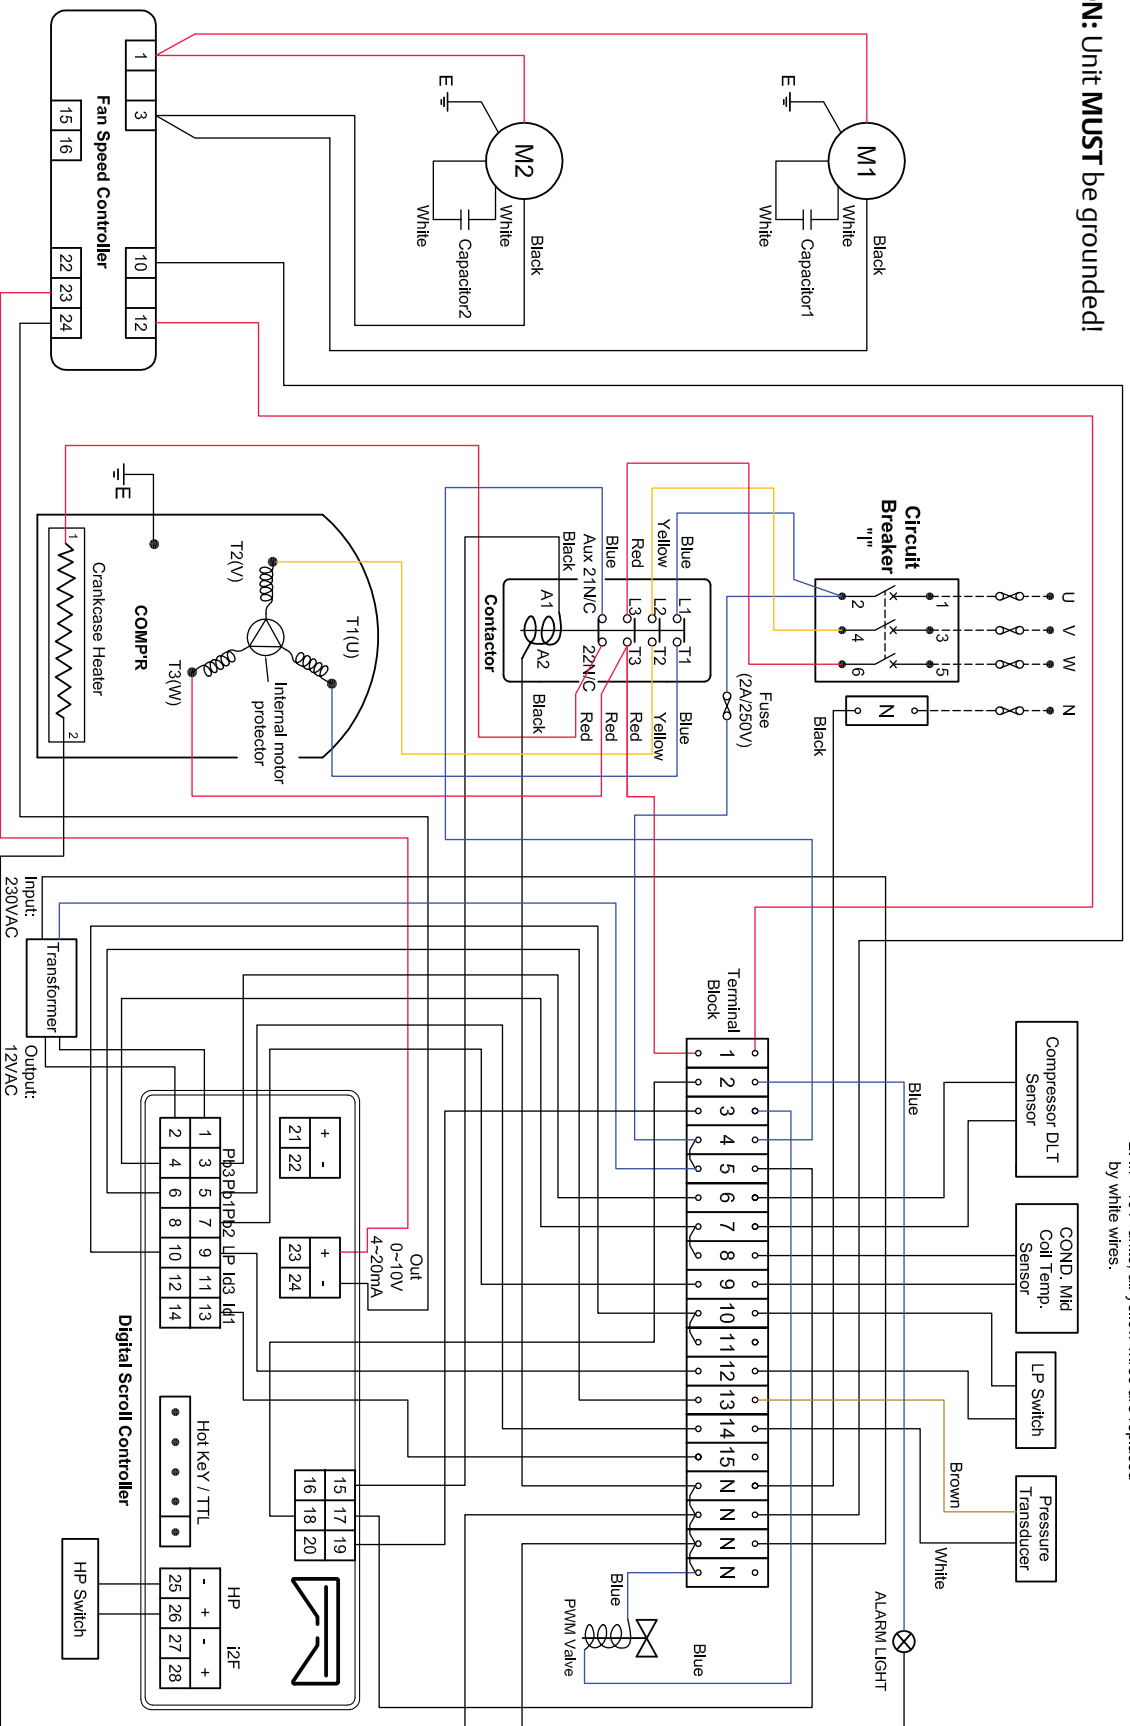 ON: Unit MUST be grounded!
by white wires.
U
V
W
N
Circuit
Breaker
"I"
1
3
5
2
4
6
N
Black
Fuse
(2A/250V)
M1
E
White
White
Capacitor1
Black
M2
E
White
White
Capacitor2
Black
1
3
10
12
15
16
22
23
24
Fan Speed Controller
Blue
Yellow
Red
Blue
Aux 21N/C
Black
L1
L2
L3
T1
T2
T3
22N/C
A1
A2
Contactor
Blue
Yellow
Red
Red
Red
Black
T1(U)
T2(V)
T3(W)
Internal motor
protector
COMP'R
E
Crankcase Heater
1
2
Input:
230VAC
Transformer
Output:
12VAC
Terminal
Block
1
2
3
4
5
6
7
8
9
10
11
12
13
14
15
N
N
N
N
Compressor DLT
Sensor
COND. Mid
Coil Temp.
Sensor
LP Switch
Pressure
Transducer
Blue
Brown
White
ALARM LIGHT
Blue
Blue
PWM Valve
Out
0~10V
4~20mA
+
-
21
22
+
-
23
24
Pb3
Pb1
Pb2
LP
Id3
Id1
1
3
5
7
9
11
13
2
4
6
8
10
12
14
15
17
19
16
18
20
Digital Scroll Controller
Hot KeY / TTL
HP
i2F
-
+
-
+
25
26
27
28
HP Switch